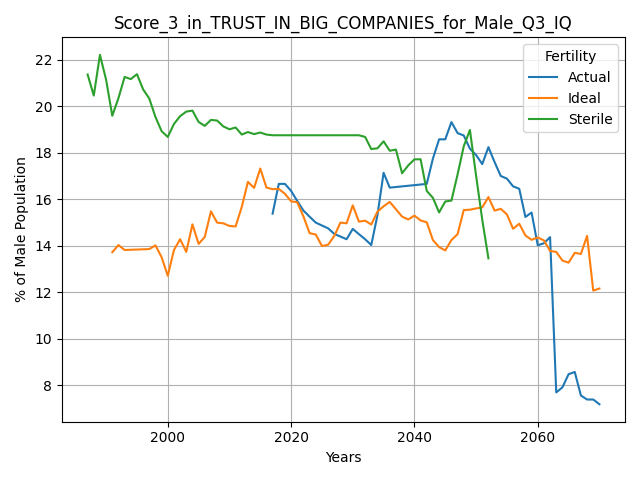 Score_3_in_TRUST_IN_BIG_COMPANIES_for_Male_Q3_IQ
Fertility
Actual
Ideal
Sterile
% of Male Population
22
20
18
16
14
12
10
8
2000
2020
2040
2060
Years